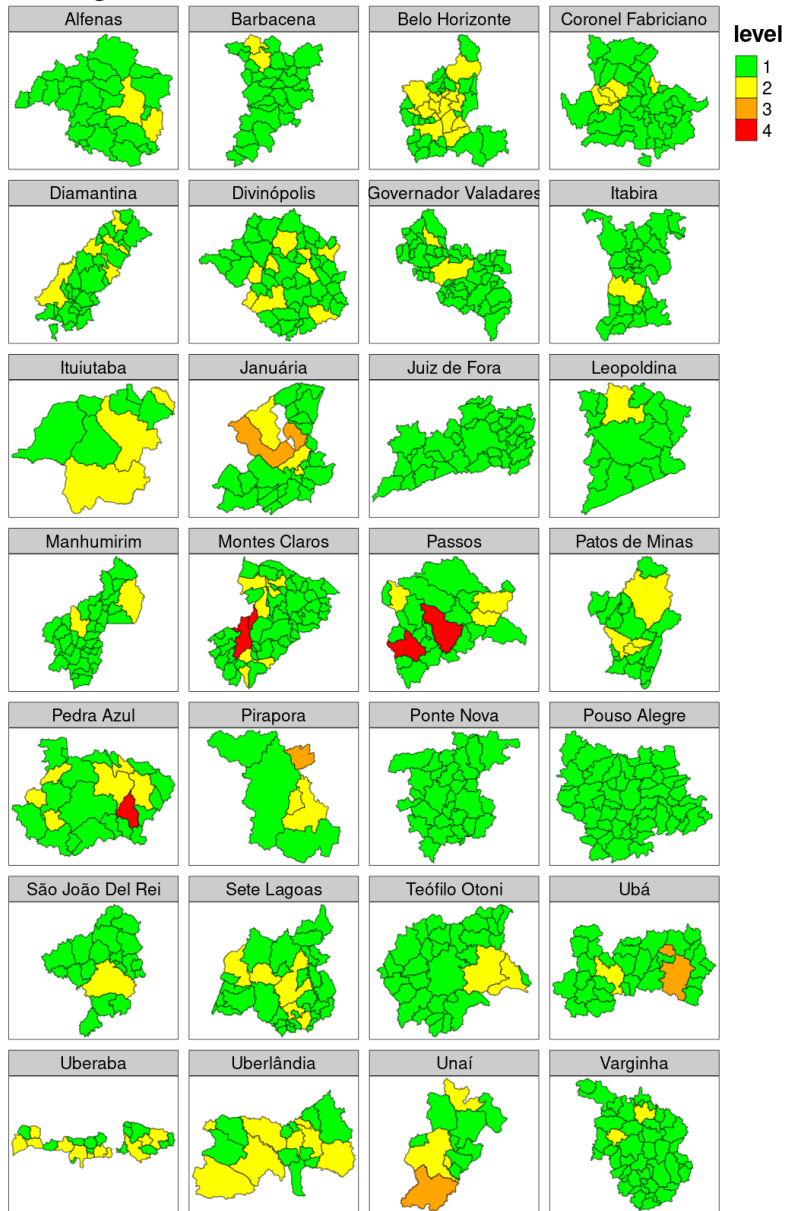 Alfenas
Barbacena
Belo Horizonte
Coronel Fabriciano
level
1
2
3
4
Diamantina
Divinópolis
Governador Valadares
Itabira
Ituiutaba
Januária
Juiz de Fora
Leopoldina
Manhumirim
Montes Claros
Passos
Patos de Minas
Pedra Azul
Pirapora
Ponte Nova
Pouso Alegre
São João Del Rei
Sete Lagoas
Teófilo Otoni
Ubá
Uberaba
Uberlândia
Unaí
Varginha